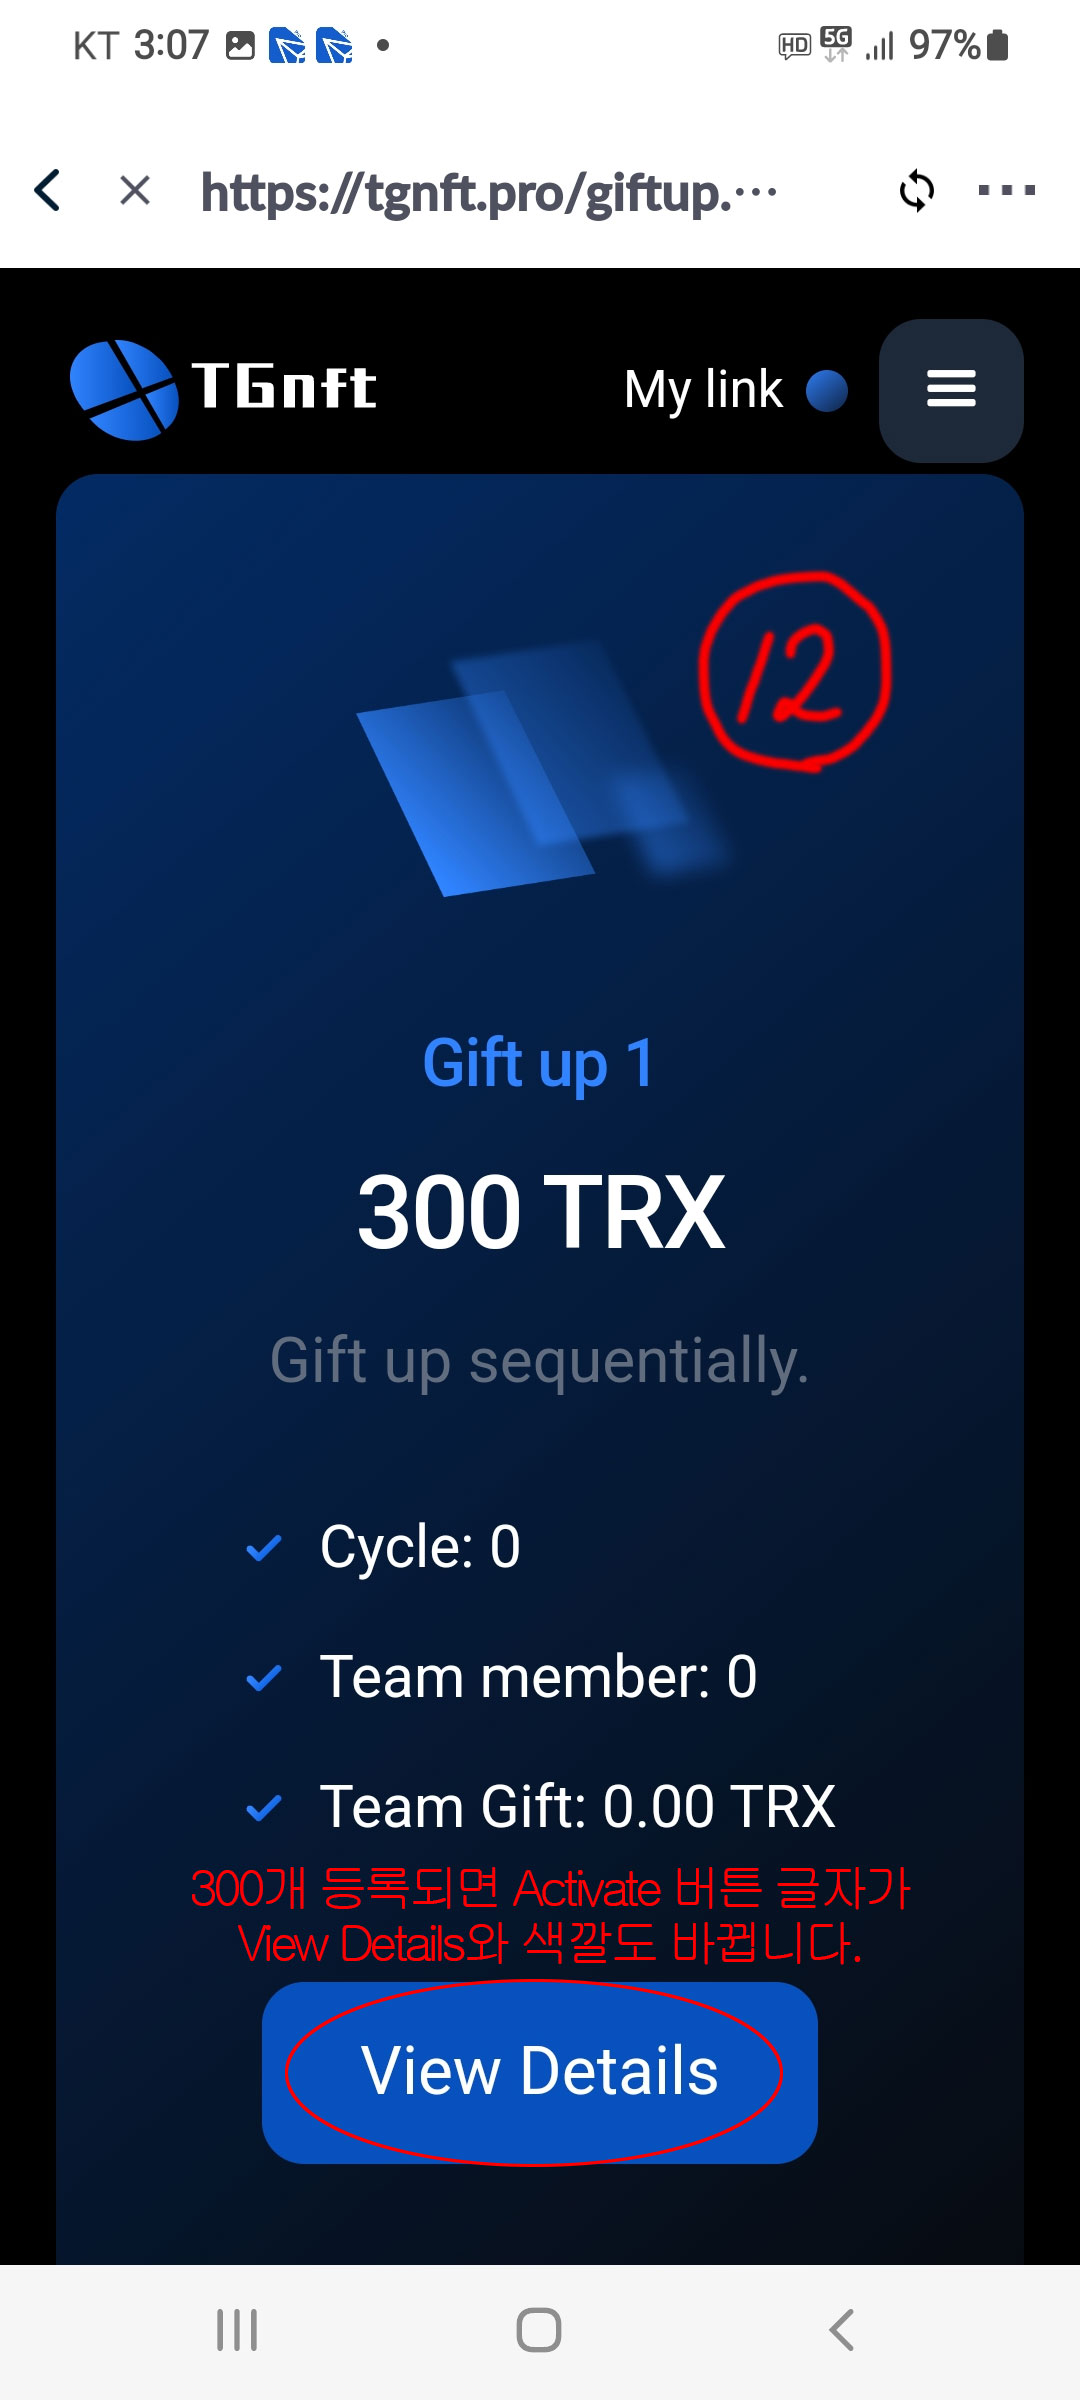 KT 3:07 HD 5G 97%
https://tgnft.pro/giftup.···
TGnft My link
12
Gift up 1
300 TRX
Gift up sequentially.
Cycle: 0
Team member: 0
Team Gift: 0.00 TRX
300개 등록되면 Activate 버튼 글자가
View Details와 색깔도 바뀝니다.
View Details